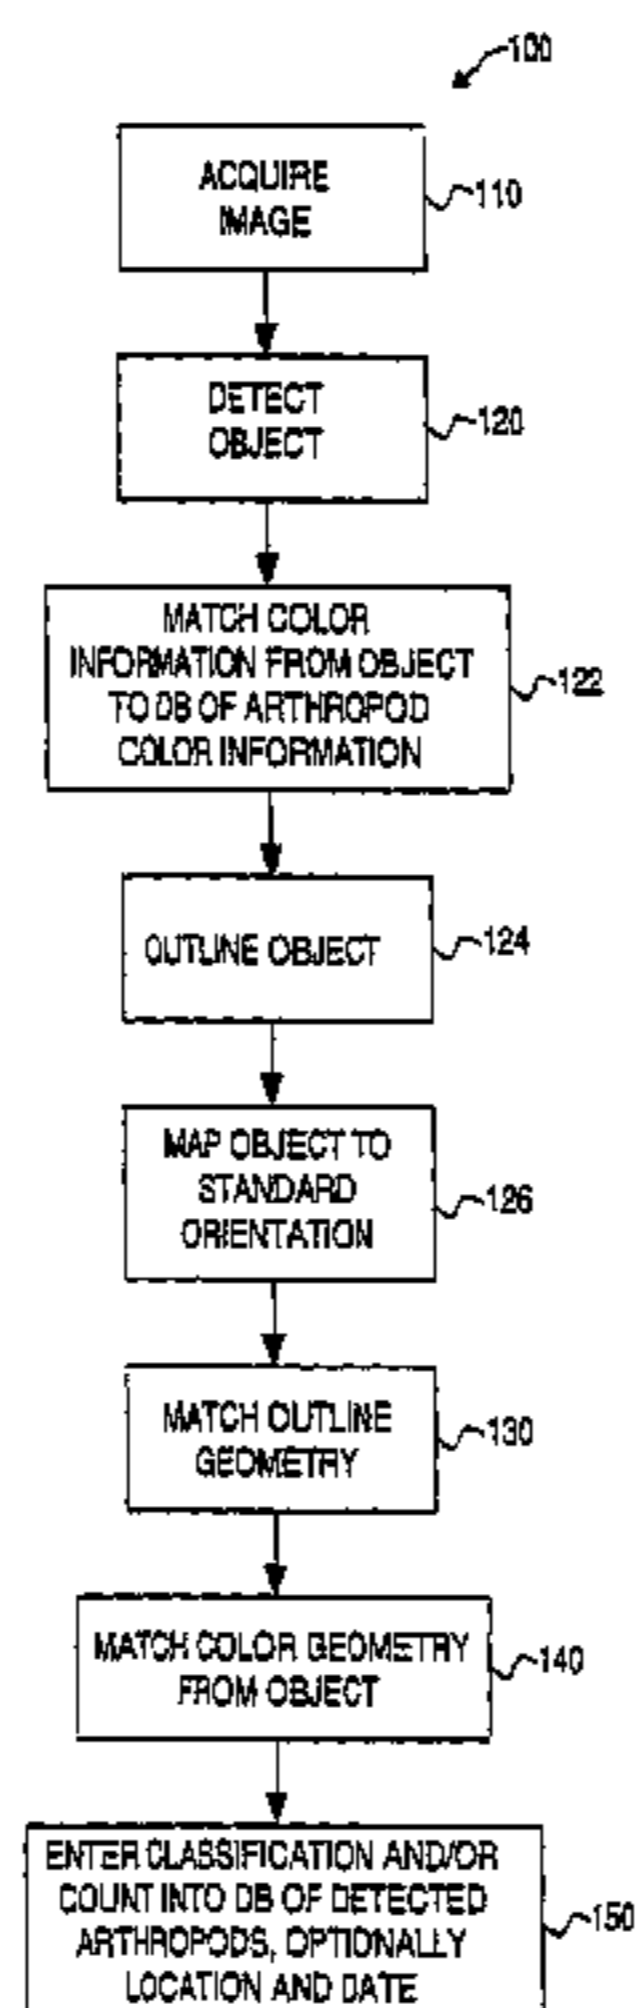 100
ACQUIRE
IMAGE
110
DETECT
OBJECT
120
MATCH COLOR
INFORMATION FROM OBJECT
TO DB OF ARTHROPOD
COLOR INFORMATION
122
OUTLINE OBJECT
124
MAP OBJECT TO
STANDARD
ORIENTATION
126
MATCH OUTLINE
GEOMETRY
130
MATCH COLOR GEOMETRY
FROM OBJECT
140
ENTER CLASSIFICATION AND/OR
COUNT INTO DB OF DETECTED
ARTHROPODS, OPTIONALLY
LOCATION AND DATE
150